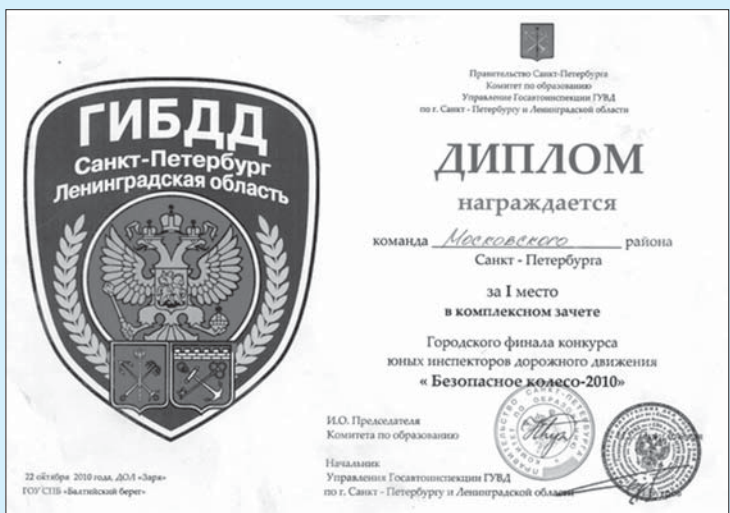 ГИБДД
Санкт-Петербург
Ленинградская область
Правительство Санкт-Петербурга
Комитет по образованию
Управление Госавтоинспекции ГУВД
по г. Санкт - Петербургу и Ленинградской области
ДИПЛОМ
награждается
команда Московского района
Санкт - Петербурга
за I место
в комплексном зачете
Городского финала конкурса
юных инспекторов дорожного движения
« Безопасное колесо-2010»
И.О. Председателя
Комитета по образованию
Начальник
Управления Госавтоинспекции ГУВД
по г. Санкт - Петербургу и Ленинградской области
22 октября 2010 года, ДОЛ «Заря»
ГОУ СПБ «Балтийский берег»